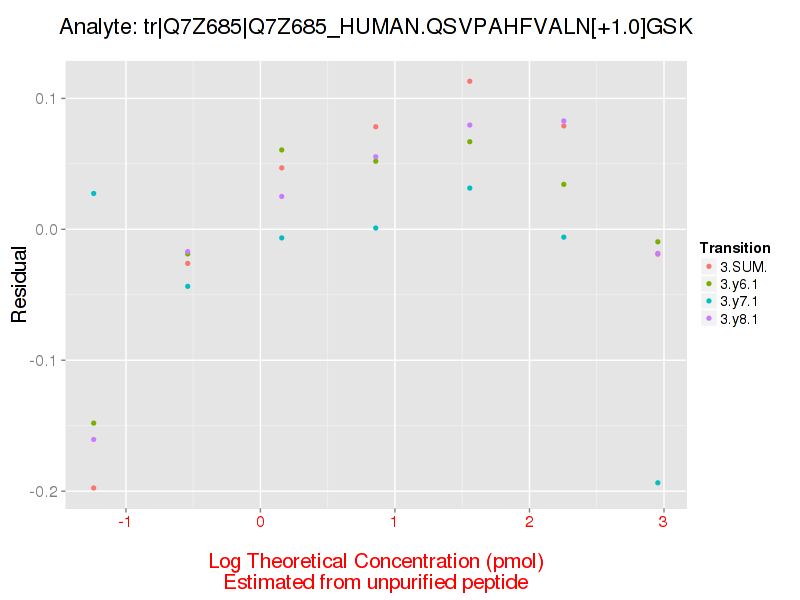 Analyte: tr|Q7Z685|Q7Z685_HUMAN.QSVPAHFVALN[+1.0]GSK
0.1
0.0
-0.1
-0.2
Residual
-1
0
1
2
3
Log Theoretical Concentration (pmol)
Estimated from unpurified peptide
Transition
3.SUM.
3.y6.1
3.y7.1
3.y8.1